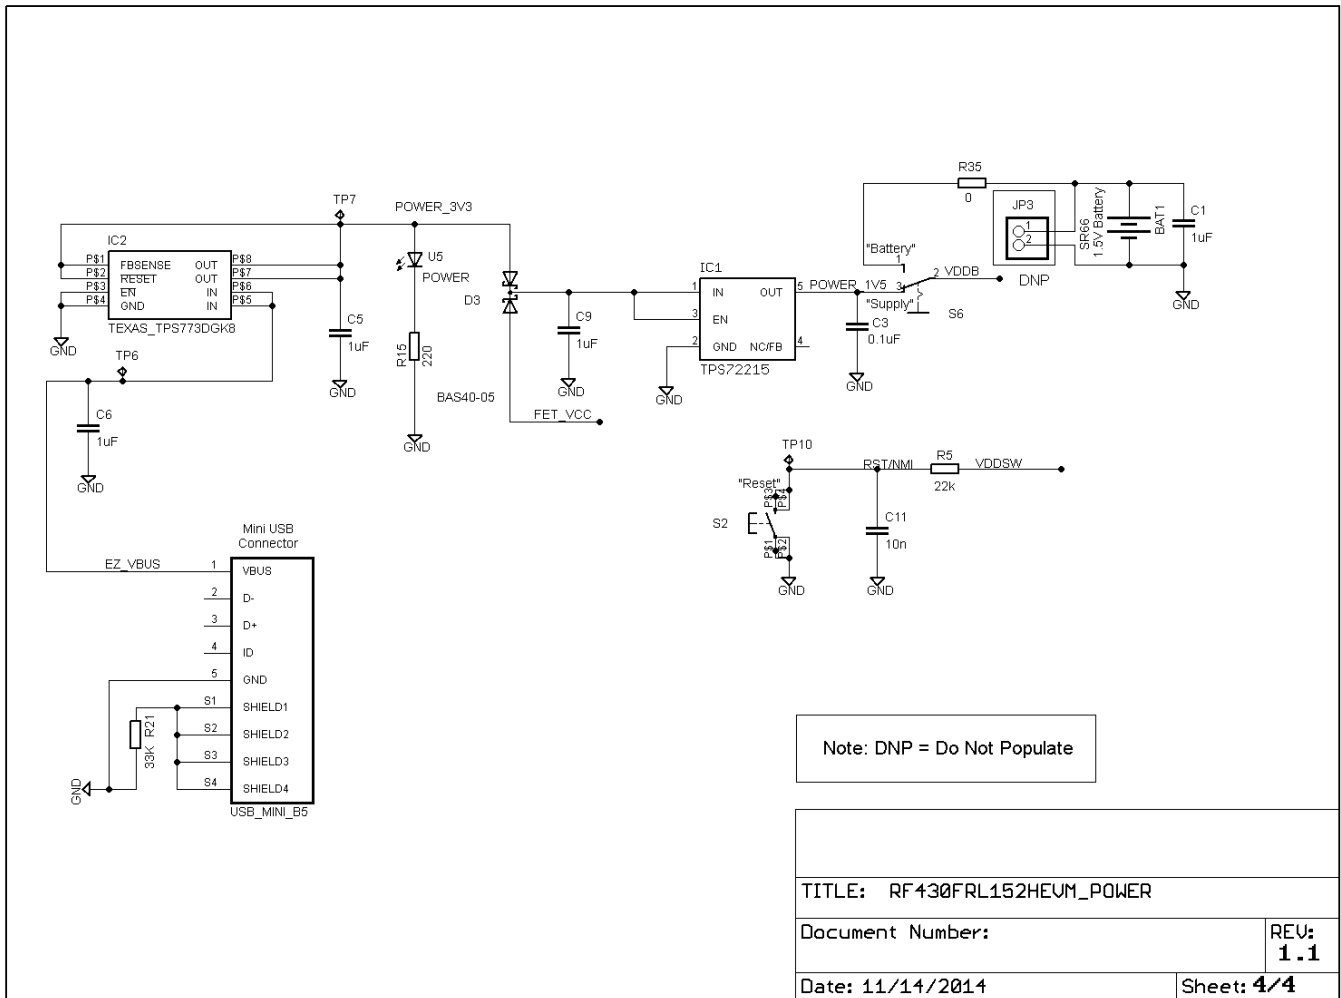 R35
0
JP3
1
2
DNP
SR66
1.5V Battery
BAT1
C1
1uF
GND
TP7
POWER_3V3
IC2
P$1 FBSENSE OUT P$8
P$2 RESET OUT P$7
P$3 EN IN P$6
P$4 GND IN P$5
TEXAS_TPS773DGK8
GND
U5
POWER
D3
C5
1uF
GND
R15
220
GND
BAS40-05
FET_VCC
C9
1uF
GND
IC1
1 IN OUT 5
3 EN
2 GND NC/FB 4
TPS72215
GND
POWER_1V5
"Battery"
1
2 VDDB
3
"Supply"
S6
C3
0.1uF
GND
TP6
C6
1uF
GND
TP10
RST/NMI
R5
22k
VDDSW
"Reset"
P$3
P$4
S2
P$1
P$2
GND
C11
10n
GND
Mini USB
Connector
EZ_VBUS
1 VBUS
2 D-
3 D+
4 ID
5 GND
S1 SHIELD1
S2 SHIELD2
S3 SHIELD3
S4 SHIELD4
USB_MINI_B5
R21
33K
GND
Note: DNP = Do Not Populate
TITLE: RF430FRL152HEVM_POWER
Document Number:
REV:
1.1
Date: 11/14/2014
Sheet: 4/4